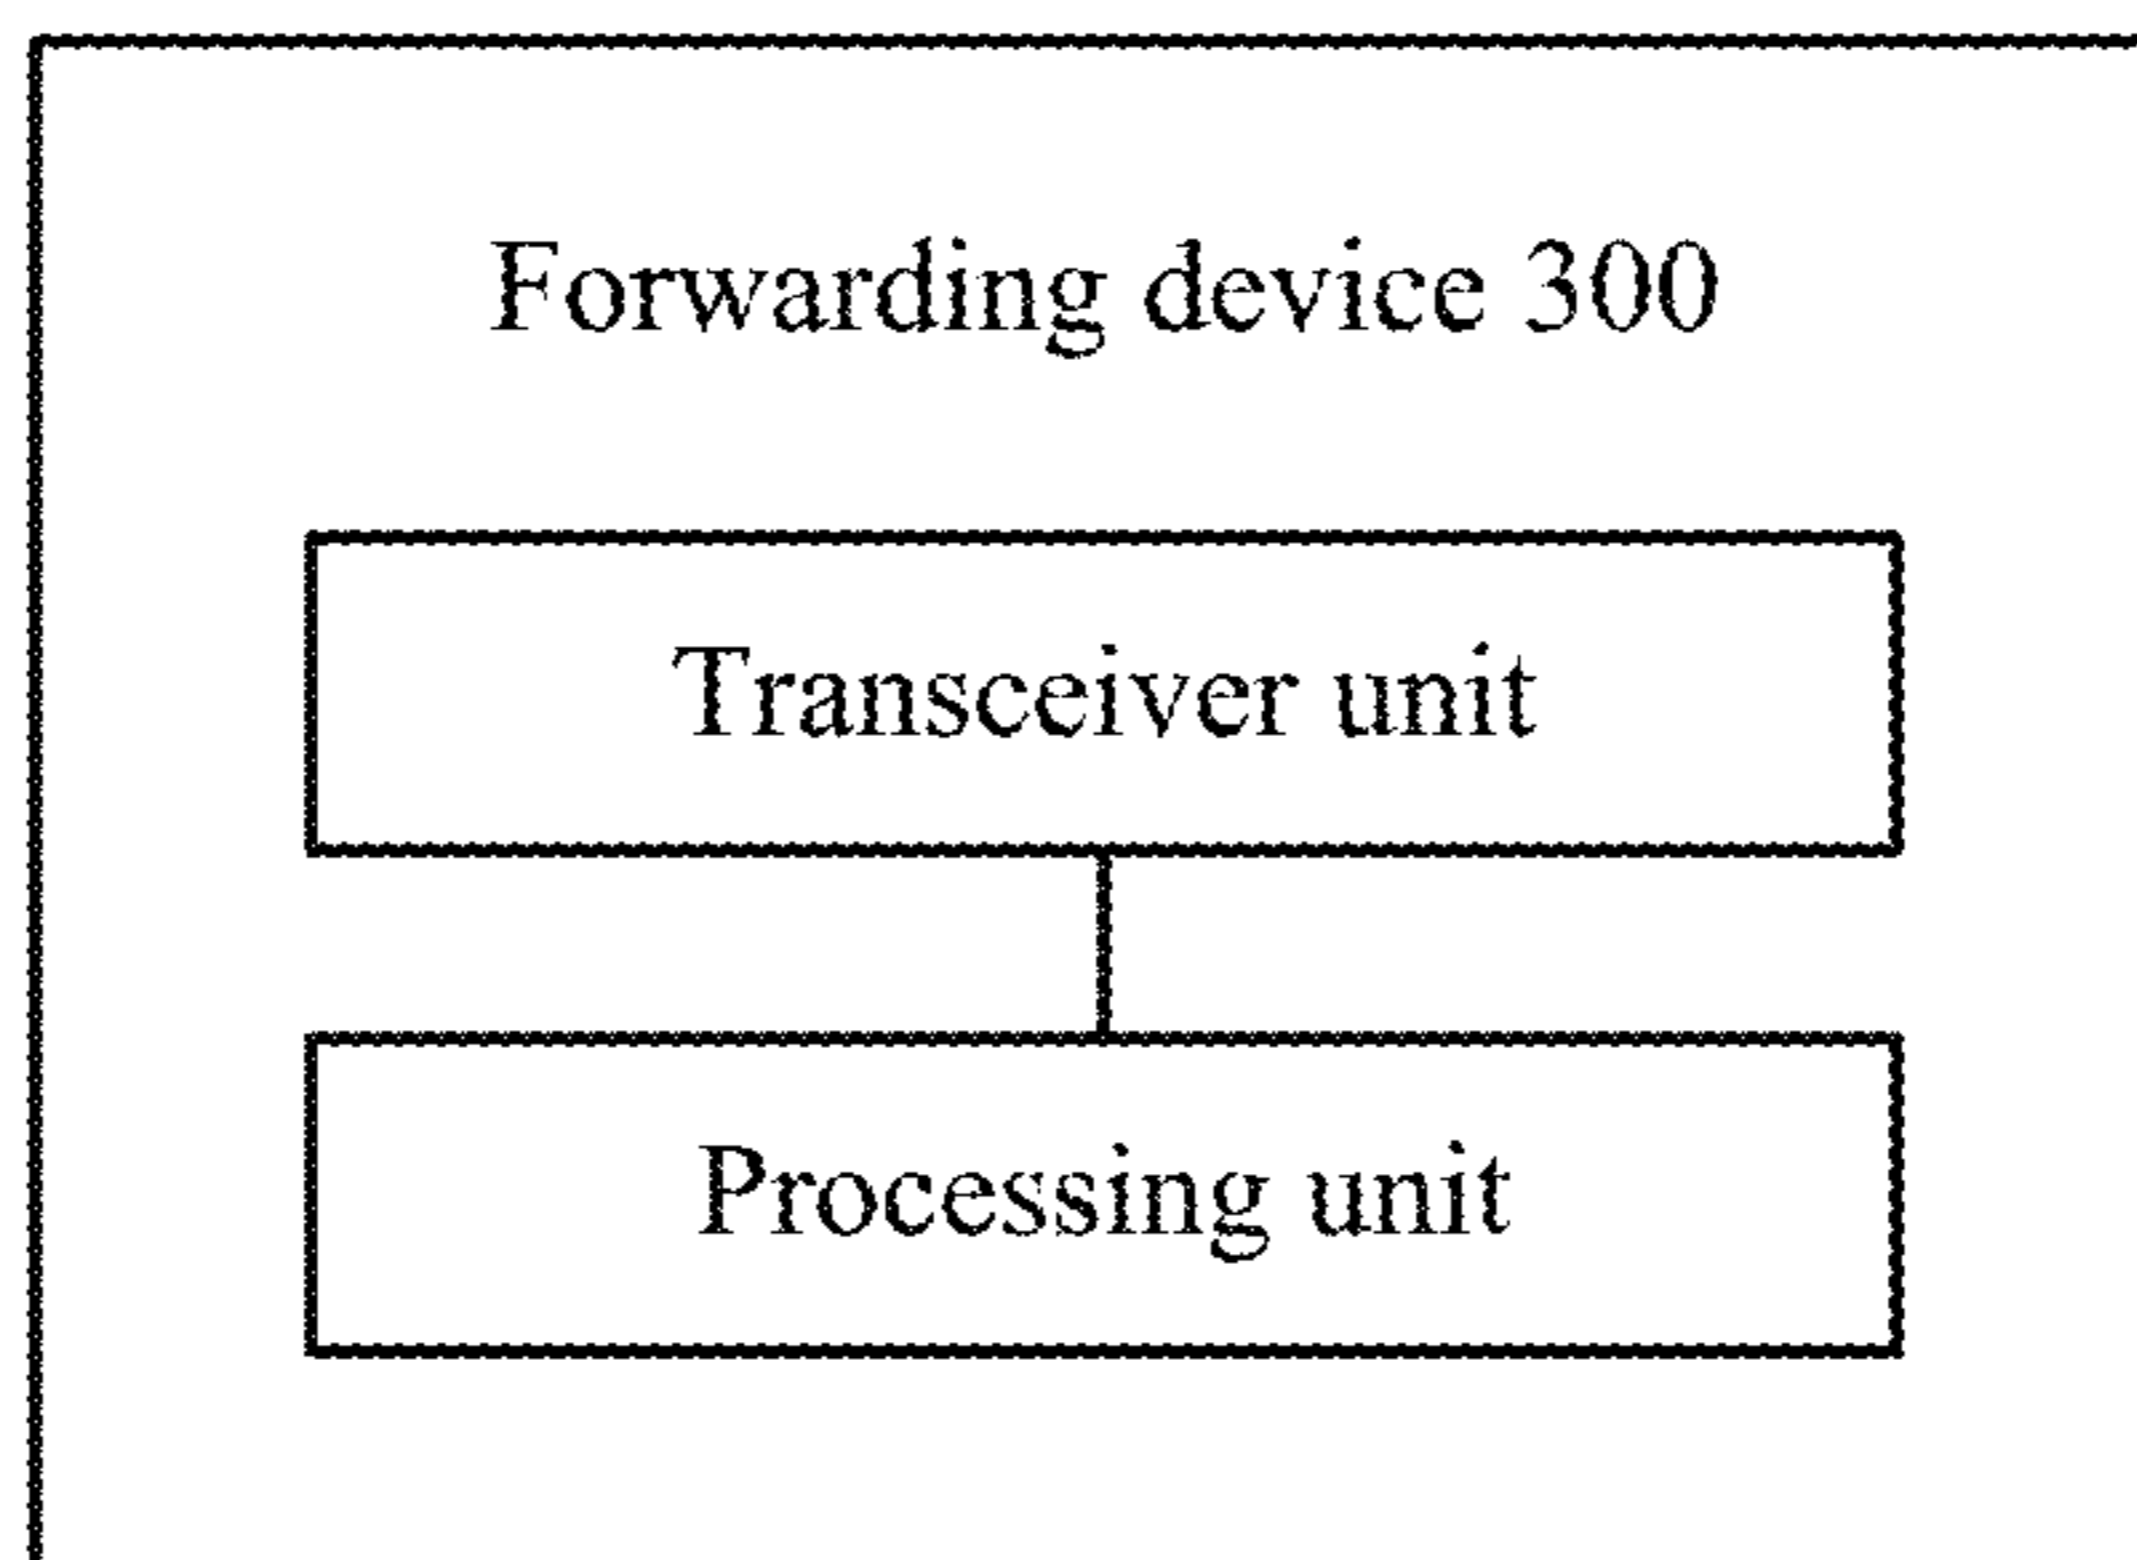 Forwarding device 300
Transceiver unit
Processing unit